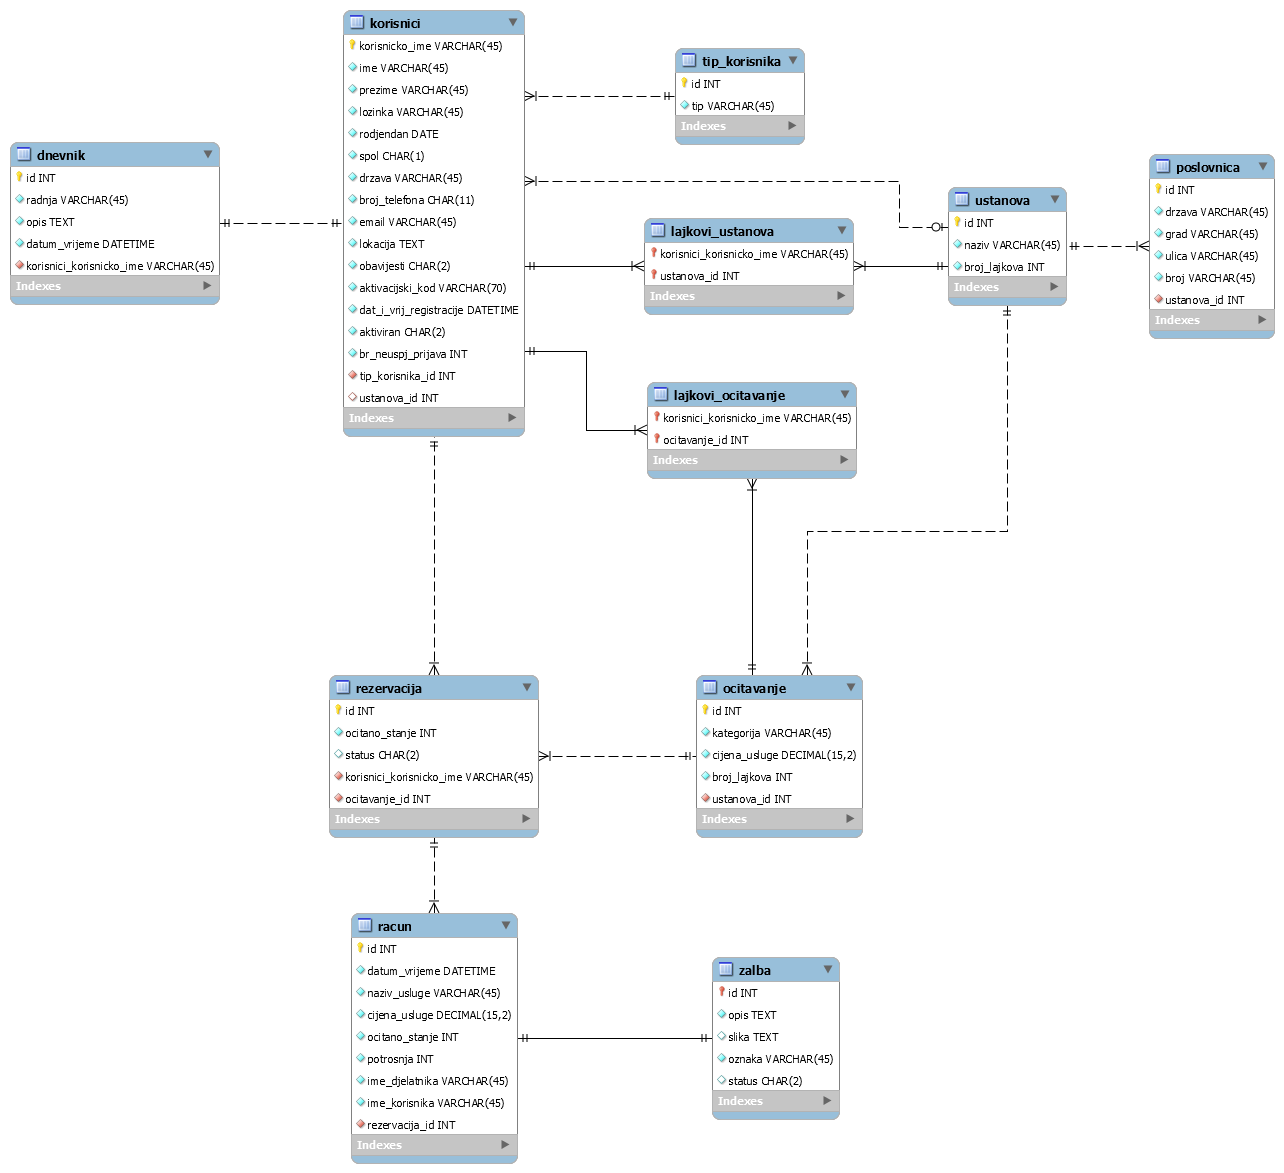 korisnici
korisnicko_ime VARCHAR(45)
ime VARCHAR(45)
prezime VARCHAR(45)
lozinka VARCHAR(45)
rodjendan DATE
spol CHAR(1)
drzava VARCHAR(45)
broj_telefona CHAR(11)
email VARCHAR(45)
lokacija TEXT
obavijesti CHAR(2)
aktivacijski_kod VARCHAR(70)
dat_i_vrij_registracije DATETIME
aktiviran CHAR(2)
br_neuspj_prijava INT
tip_korisnika_id INT
ustanova_id INT
Indexes
tip_korisnika
id INT
tip VARCHAR(45)
Indexes
dnevnik
id INT
radnja VARCHAR(45)
opis TEXT
datum_vrijeme DATETIME
korisnici_korisnicko_ime VARCHAR(45)
Indexes
lajkovi_ustanova
korisnici_korisnicko_ime VARCHAR(45)
ustanova_id INT
Indexes
ustanova
id INT
naziv VARCHAR(45)
broj_lajkova INT
Indexes
poslovnica
id INT
drzava VARCHAR(45)
grad VARCHAR(45)
ulica VARCHAR(45)
broj VARCHAR(45)
ustanova_id INT
Indexes
lajkovi_ocitavanje
korisnici_korisnicko_ime VARCHAR(45)
ocitavanje_id INT
Indexes
rezervacija
id INT
ocitano_stanje INT
status CHAR(2)
korisnici_korisnicko_ime VARCHAR(45)
ocitavanje_id INT
Indexes
ocitavanje
id INT
kategorija VARCHAR(45)
cijena_usluge DECIMAL(15,2)
broj_lajkova INT
ustanova_id INT
Indexes
racun
id INT
datum_vrijeme DATETIME
naziv_usluge VARCHAR(45)
cijena_usluge DECIMAL(15,2)
ocitano_stanje INT
potrosnja INT
ime_djelatnika VARCHAR(45)
ime_korisnika VARCHAR(45)
rezervacija_id INT
Indexes
zalba
id INT
opis TEXT
slika TEXT
oznaka VARCHAR(45)
status CHAR(2)
Indexes